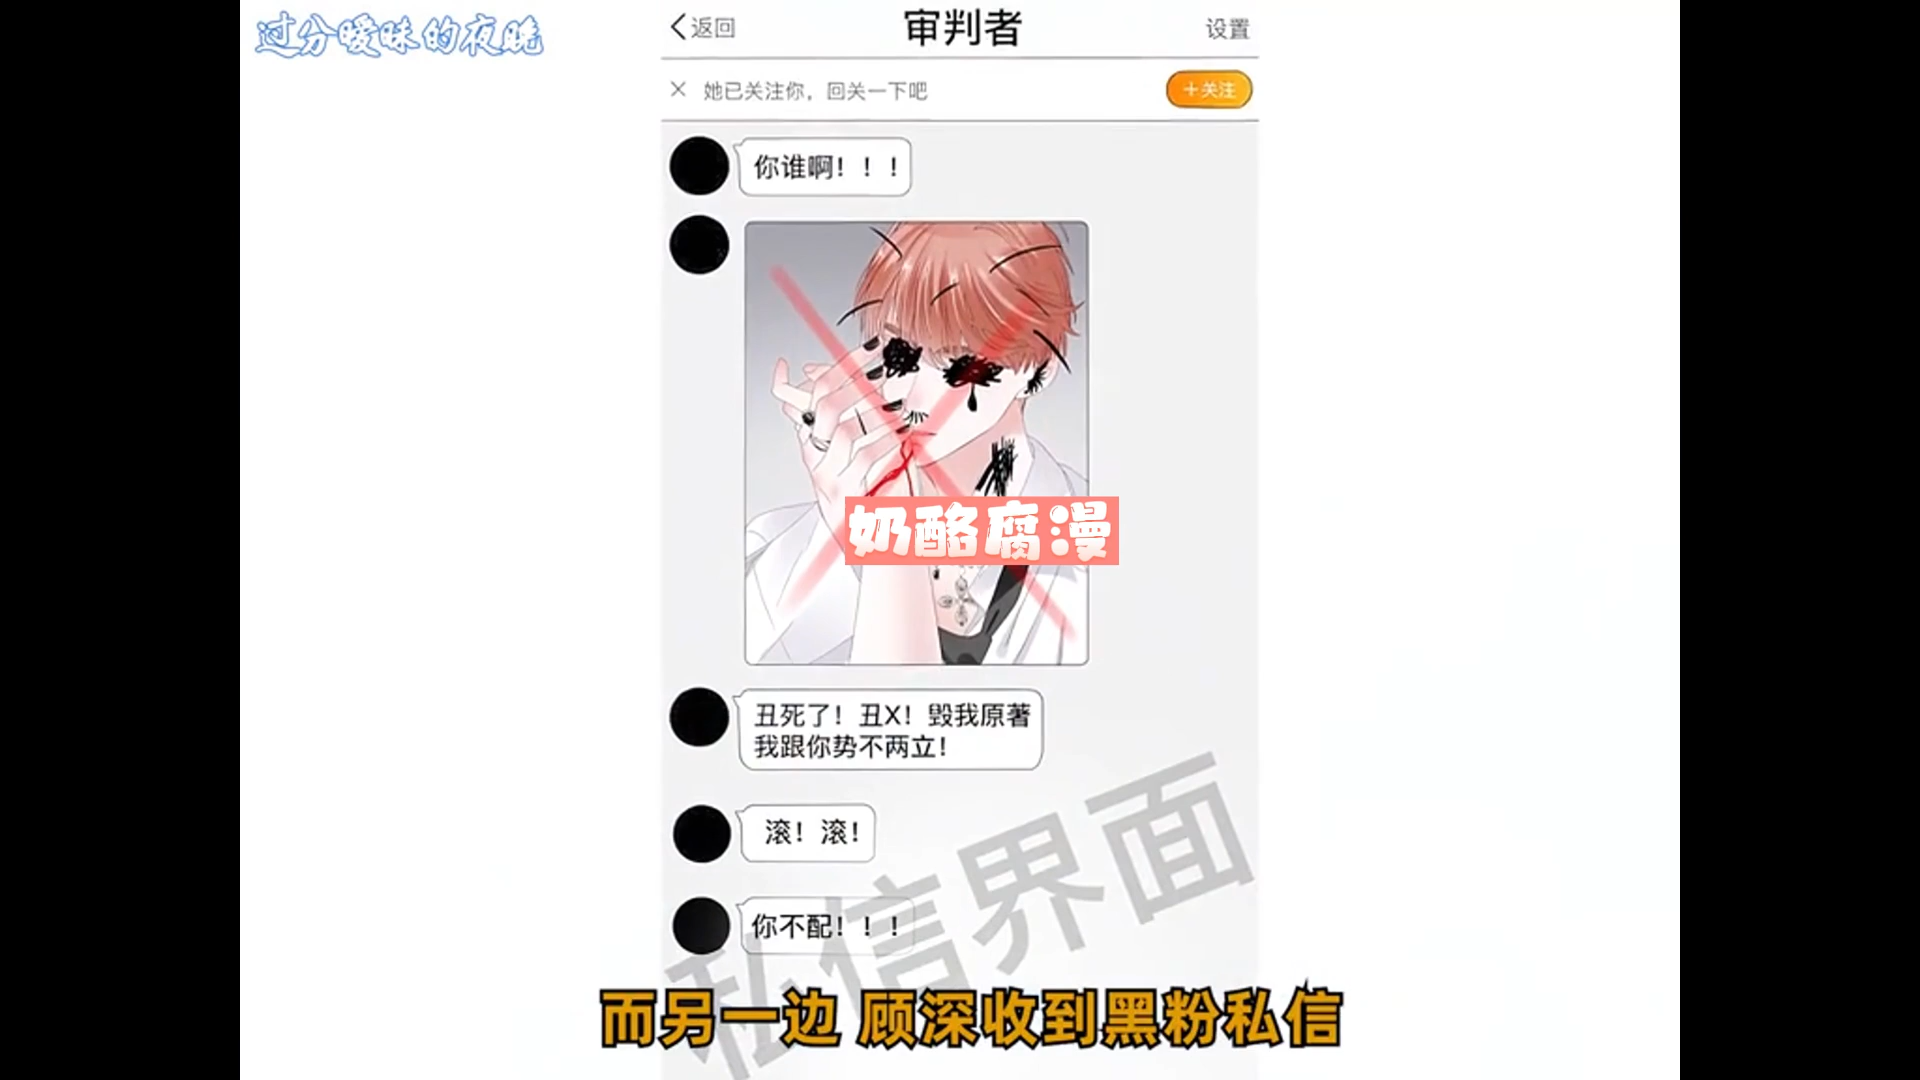 过分暧昧的夜晚
返回
审判者
设置
她已关注你，回关一下吧
+关注
你谁啊！！！
奶酪腐漫
丑死了！丑X！毁我原著
我跟你势不两立！
滚！滚！
你不配！！！
私信界面
而另一边 顾深收到黑粉私信